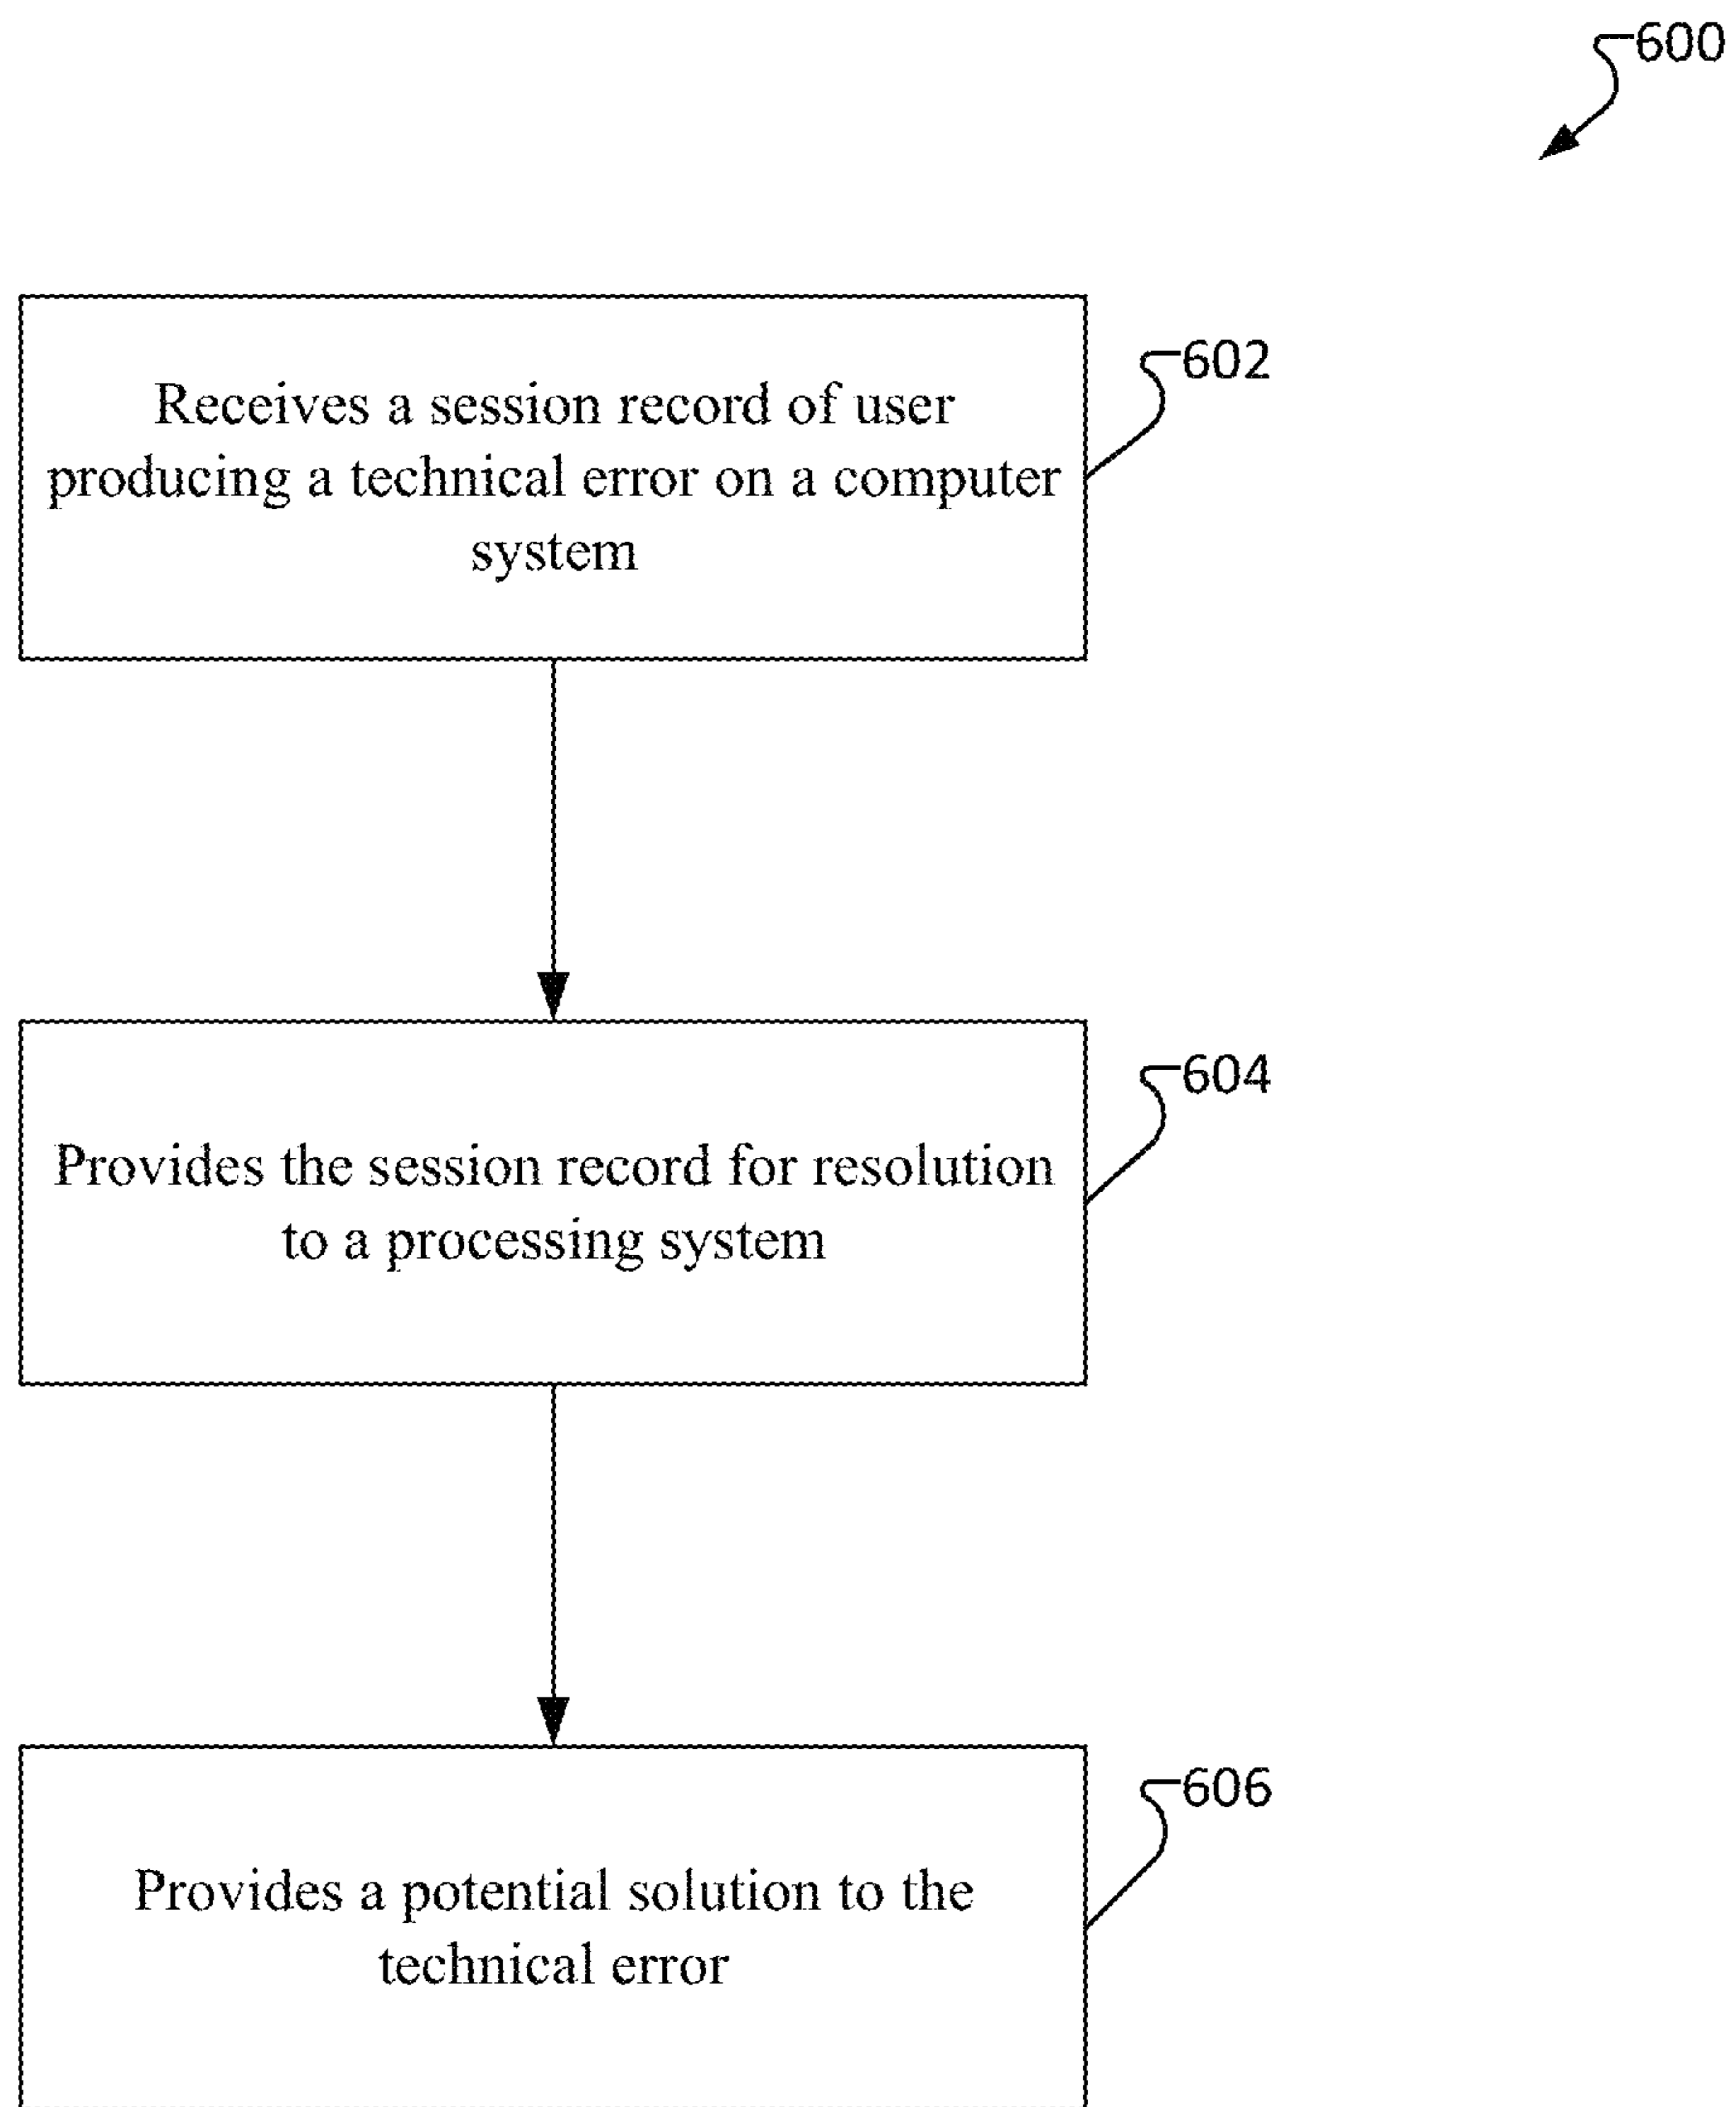 600
Receives a session record of user
producing a technical error on a computer
system
602
Provides the session record for resolution
to a processing system
604
Provides a potential solution to the
technical error
606